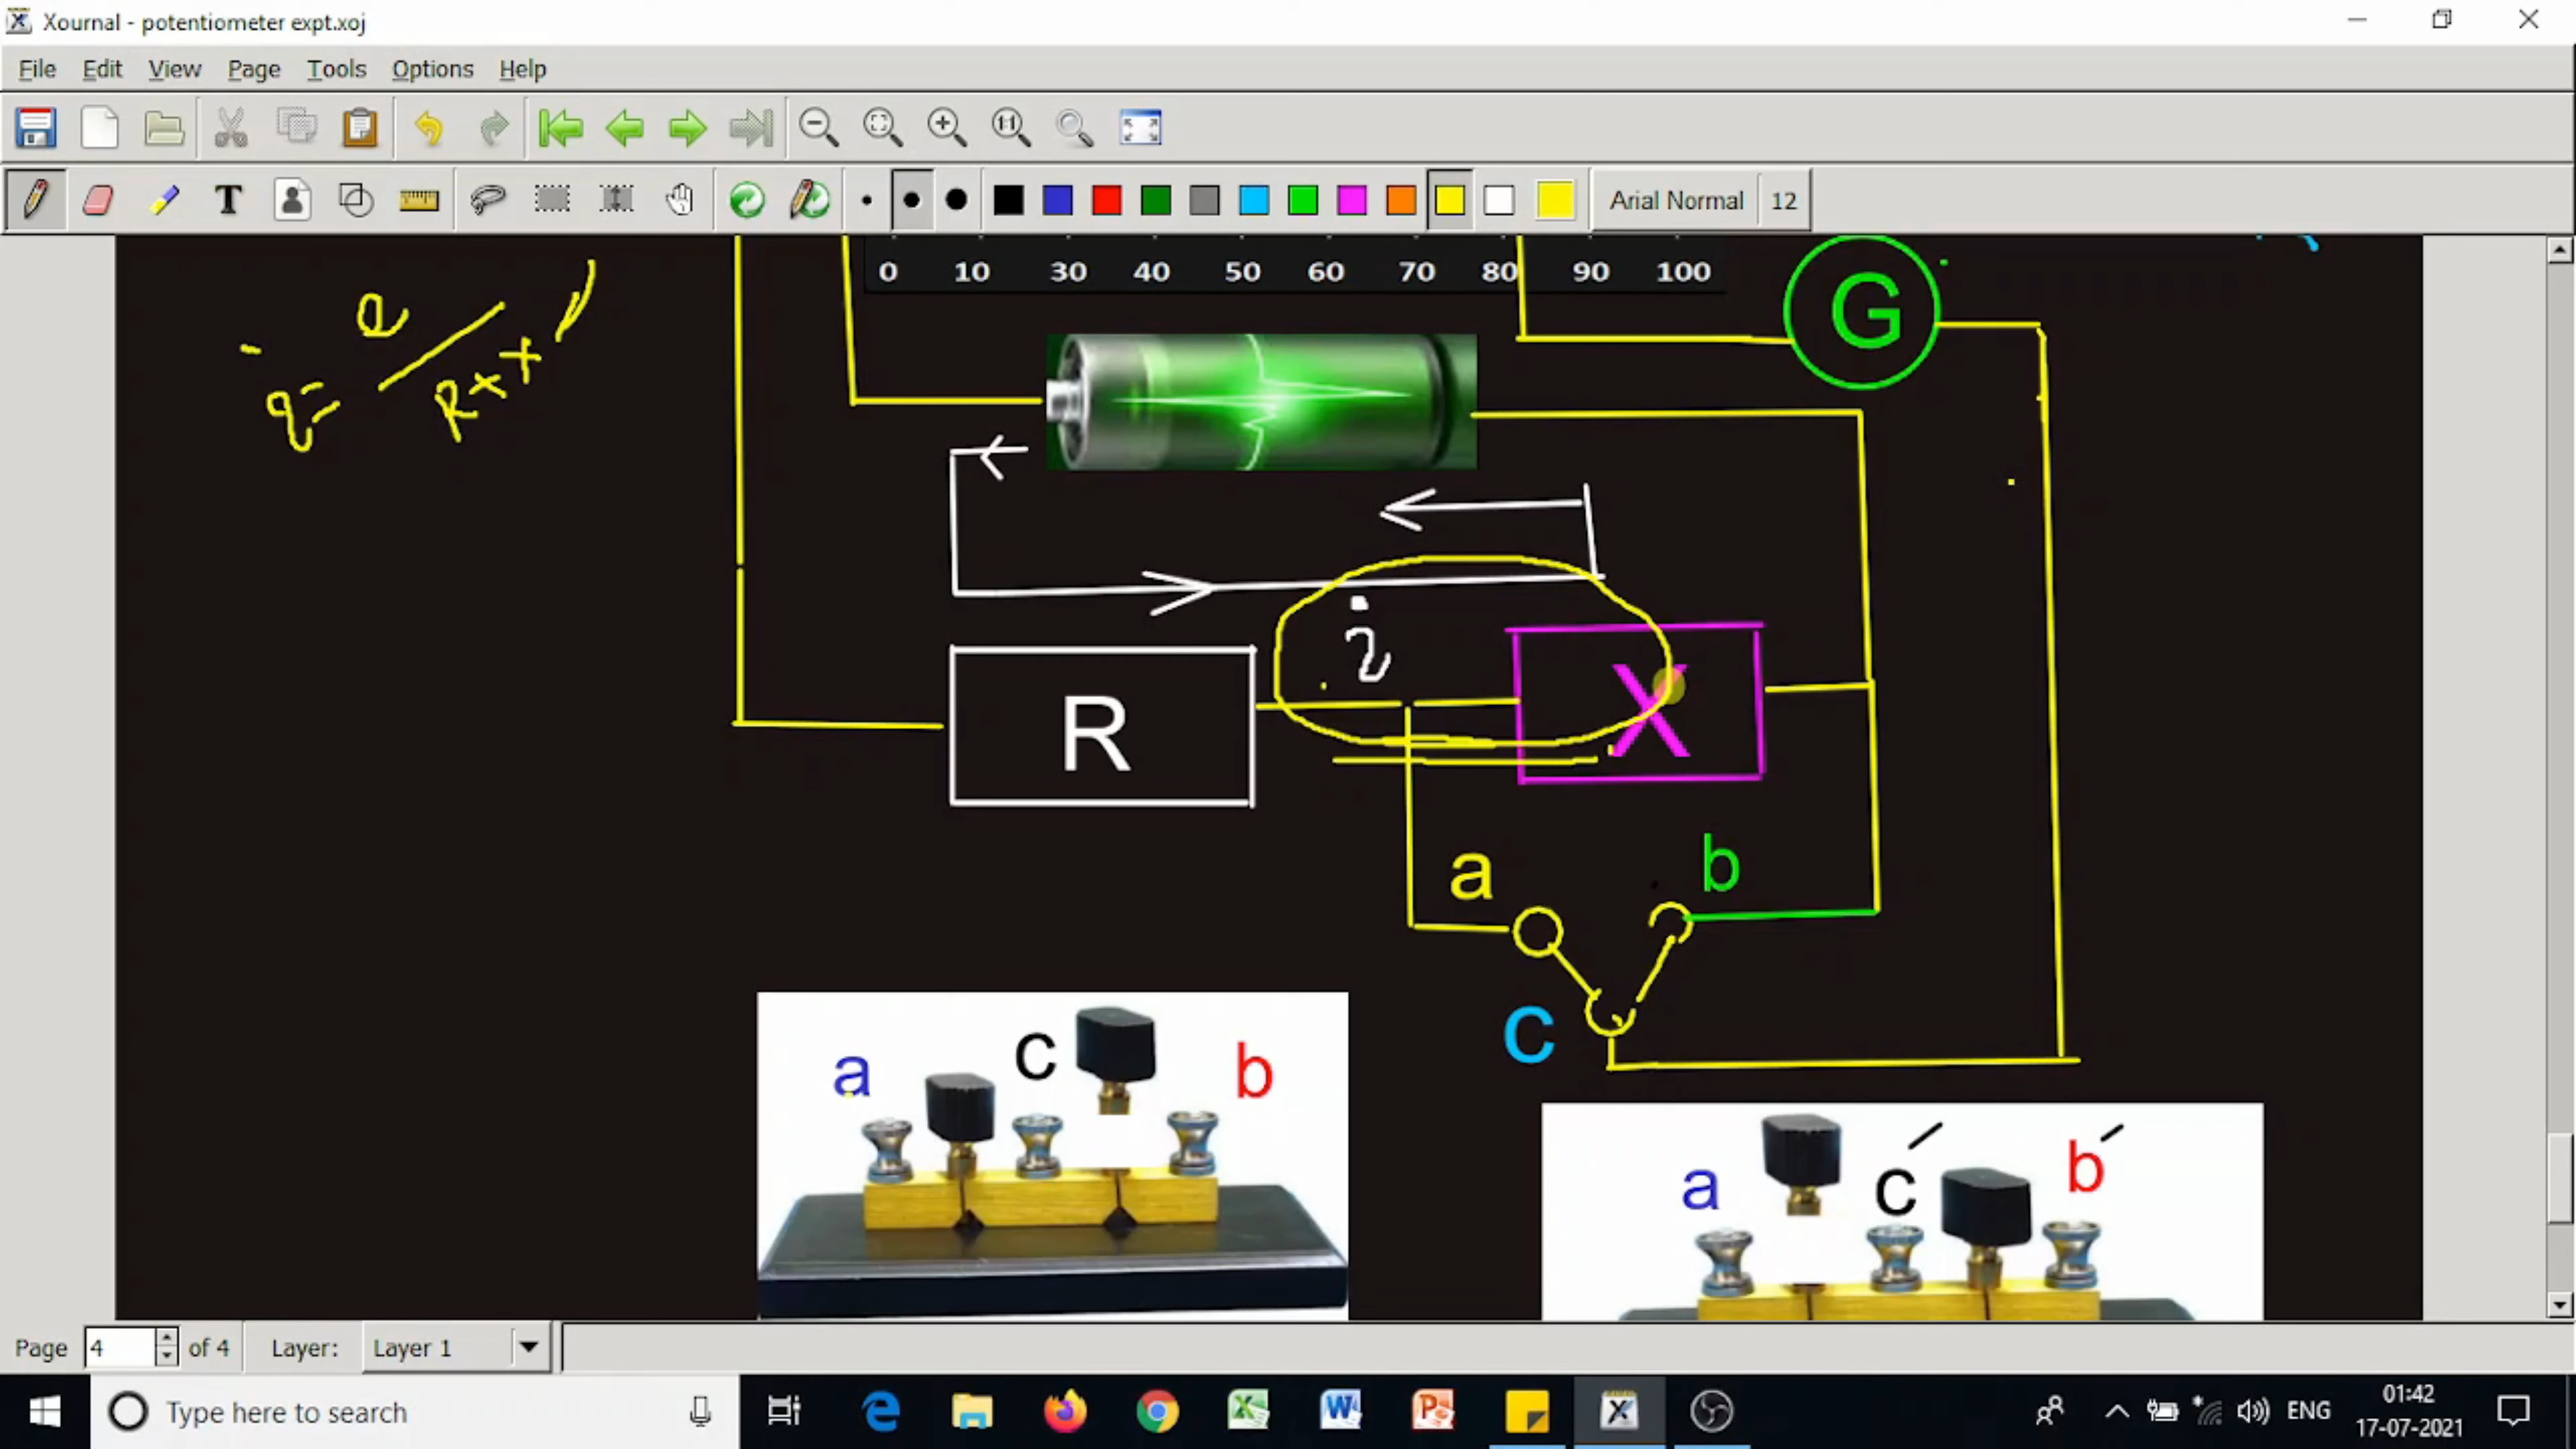 Xournal - potentiometer expt.xoj
File Edit View Page Tools Options Help
Arial Normal 12
0 10 30 40 50 60 70 80 90 100
G
e
i =
R + X
i
R
X
a
b
C
a
c
b
a
c
b
Page 4 of 4 Layer: Layer 1
Type here to search
ENG
01:42
17-07-2021